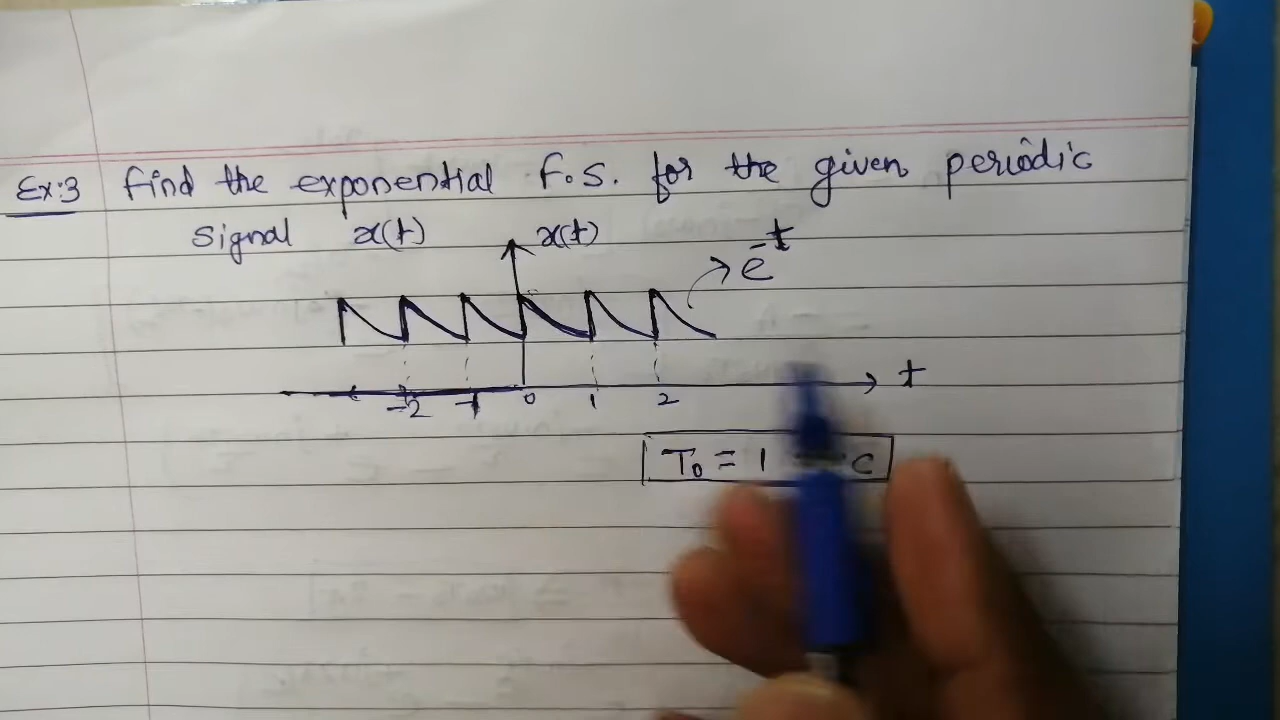 Ex:3 find the exponential F.S. for the given periodic
signal x(t)
x(t)
e^-t
-2 -1 0 1 2 t
T₀ = 1